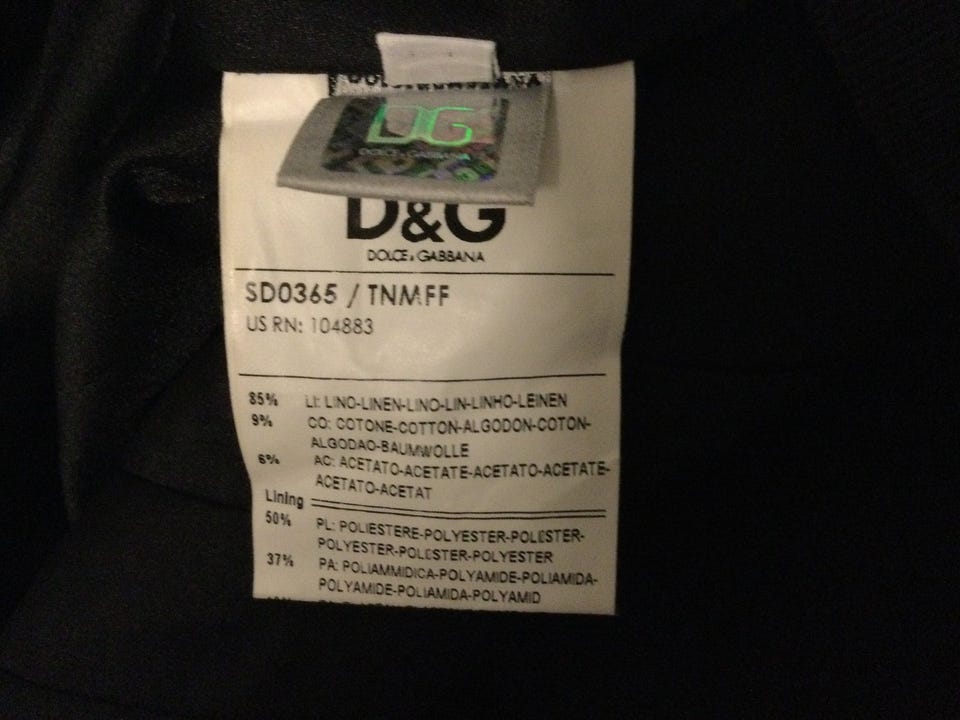 DG
DOLCE & GABBANA
D&G
DOLCE & GABBANA
SD0365 / TNMFF
US RN: 104883
85% LI: LINO-LINEN-LINO-LIN-LINHO-LEINEN
9% CO: COTONE-COTTON-ALGODON-COTON-
ALGODAO-BAUMWOLLE
6% AC: ACETATO-ACETATE-ACETATO-ACETATE-
ACETATO-ACETAT
Lining
50% PL: POLIESTERE-POLYESTER-POLIESTER-
POLYESTER-POLIESTER-POLYESTER
37% PA: POLIAMMIDICA-POLYAMIDE-POLIAMIDA-
POLYAMIDE-POLIAMIDA-POLYAMID